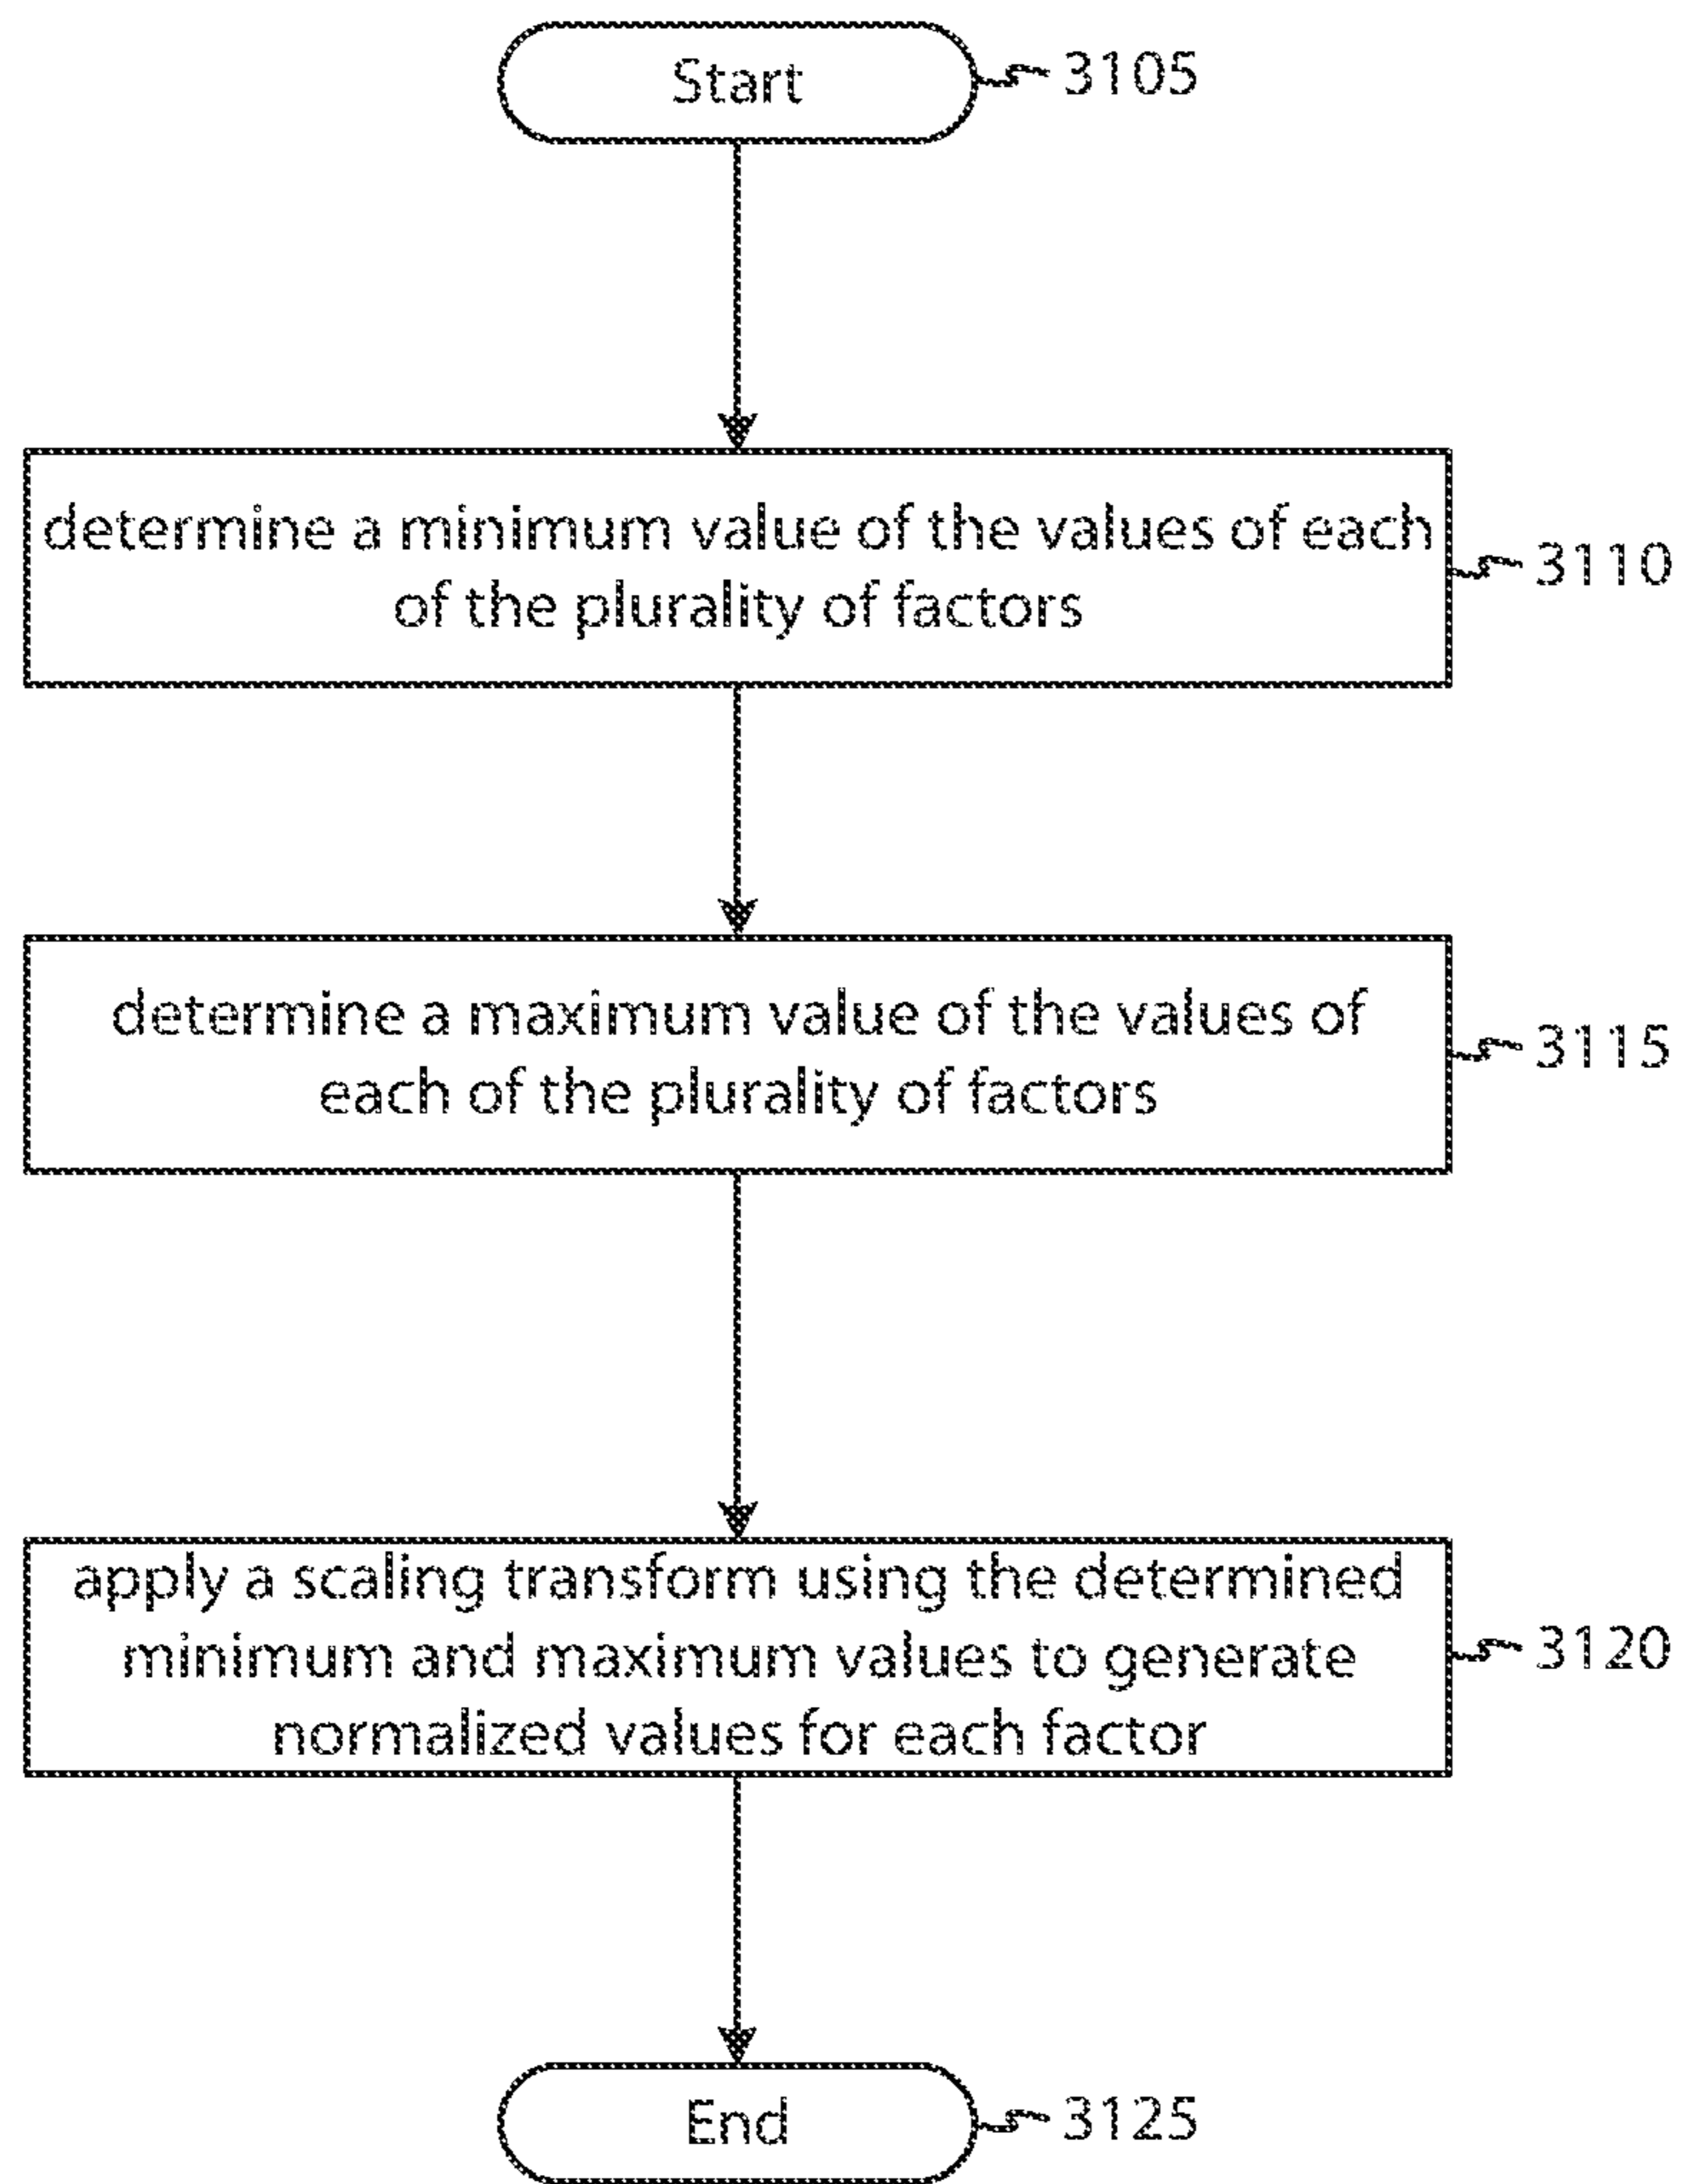 Start
3105
determine a minimum value of the values of each
of the plurality of factors
3110
determine a maximum value of the values of
each of the plurality of factors
3115
apply a scaling transform using the determined
minimum and maximum values to generate
normalized values for each factor
3120
End
3125